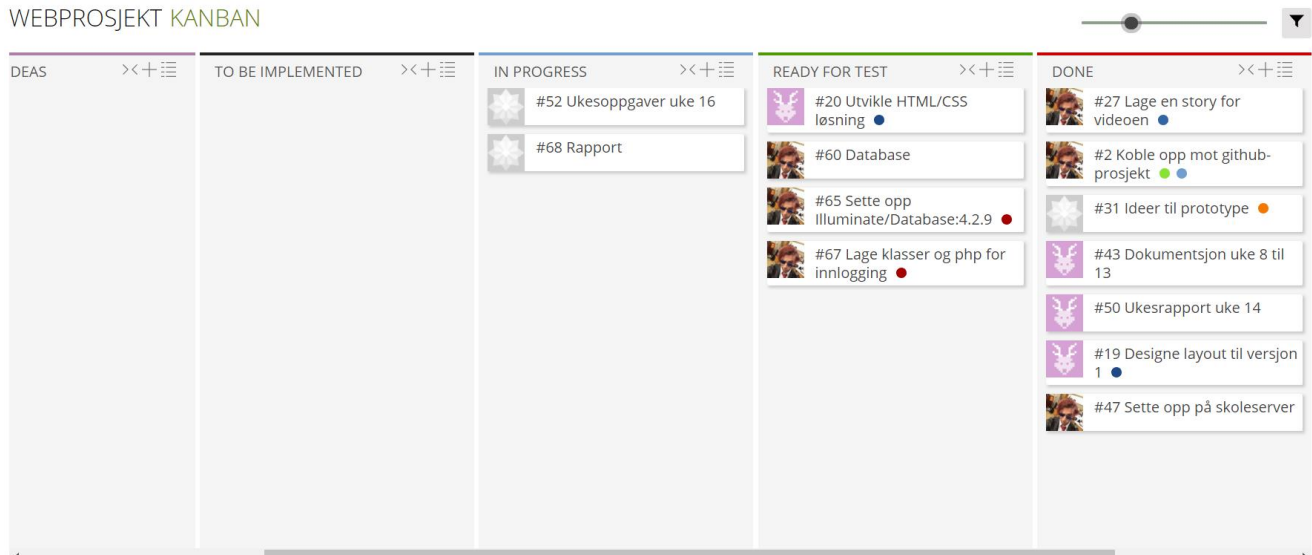 WEBPROSJEKT KANBAN
DEAS
TO BE IMPLEMENTED
IN PROGRESS
#52 Ukesoppgaver uke 16
#68 Rapport
READY FOR TEST
#20 Utvikle HTML/CSS
løsning
#60 Database
#65 Sette opp
Illuminate/Database:4.2.9
#67 Lage klasser og php for
innlogging
DONE
#27 Lage en story for
videoen
#2 Koble opp mot github-
prosjekt
#31 Ideer til prototype
#43 Dokumentsjon uke 8 til
13
#50 Ukesrapport uke 14
#19 Designe layout til versjon
1
#47 Sette opp på skoleserver